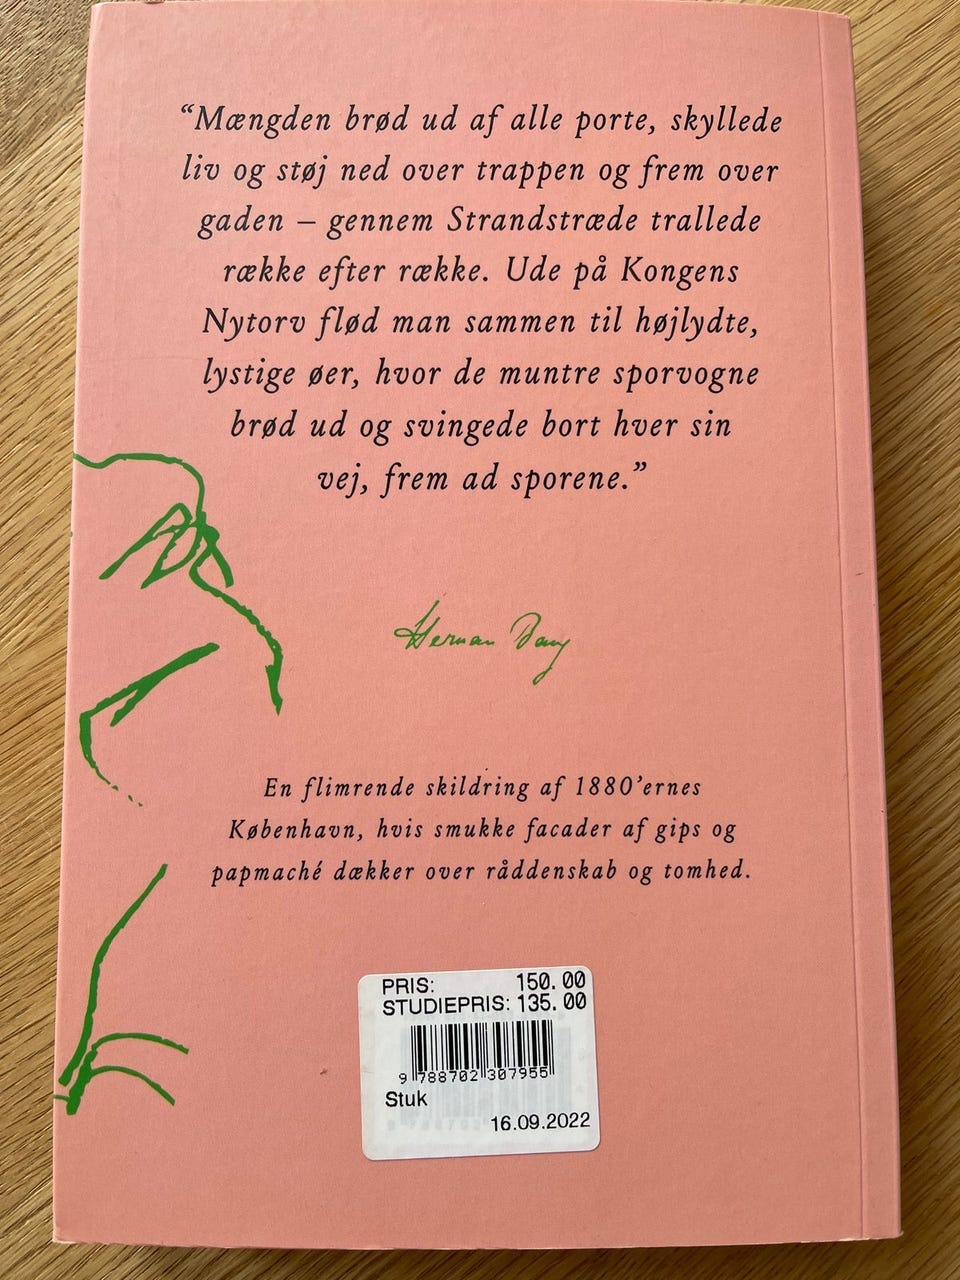 “Mængden brød ud af alle porte, skyllede
liv og støj ned over trappen og frem over
gaden – gennem Strandstræde trallede
række efter række. Ude på Kongens
Nytorv flød man sammen til højlydte,
lystige øer, hvor de muntre sporvogne
brød ud og svingede bort hver sin
vej, frem ad sporene.”
Herman Bang
En flimrende skildring af 1880’ernes
København, hvis smukke facader af gips og
papmaché dækker over råddenskab og tomhed.
PRIS: 150.00
STUDIEPRIS: 135.00
9 788702 307955
Stuk
16.09.2022